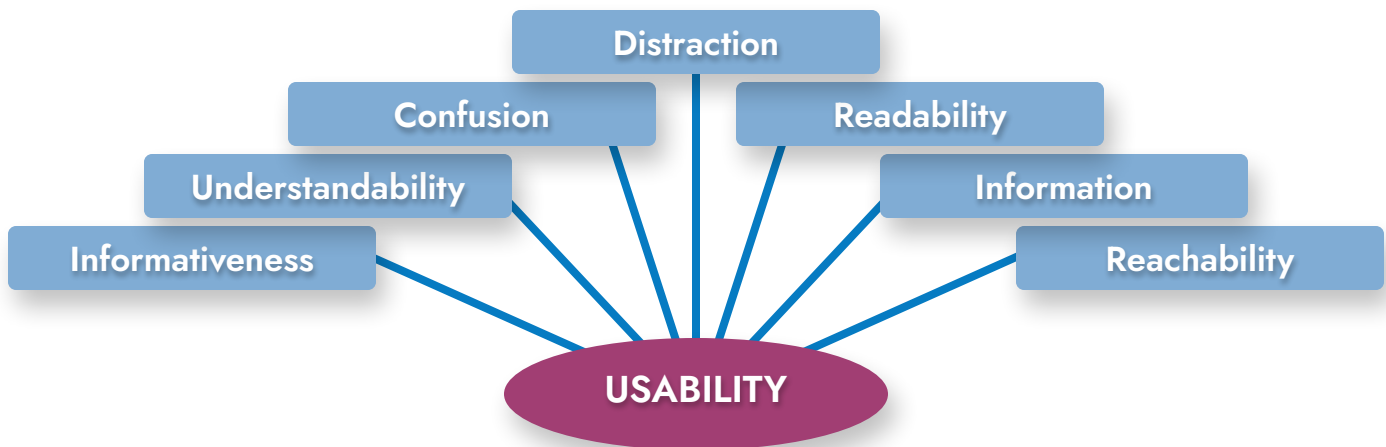 Distraction
Confusion
Readability
Understandability
Information
Informativeness
Reachability
USABILITY